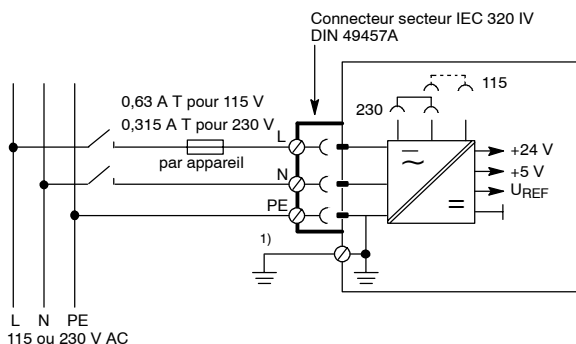 Connecteur secteur IEC 320 IV
DIN 49457A
115
230
0,63 A T pour 115 V
0,315 A T pour 230 V
par appareil
L
N
PE
+24 V
+5 V
UREF
1)
L N PE
115 ou 230 V AC